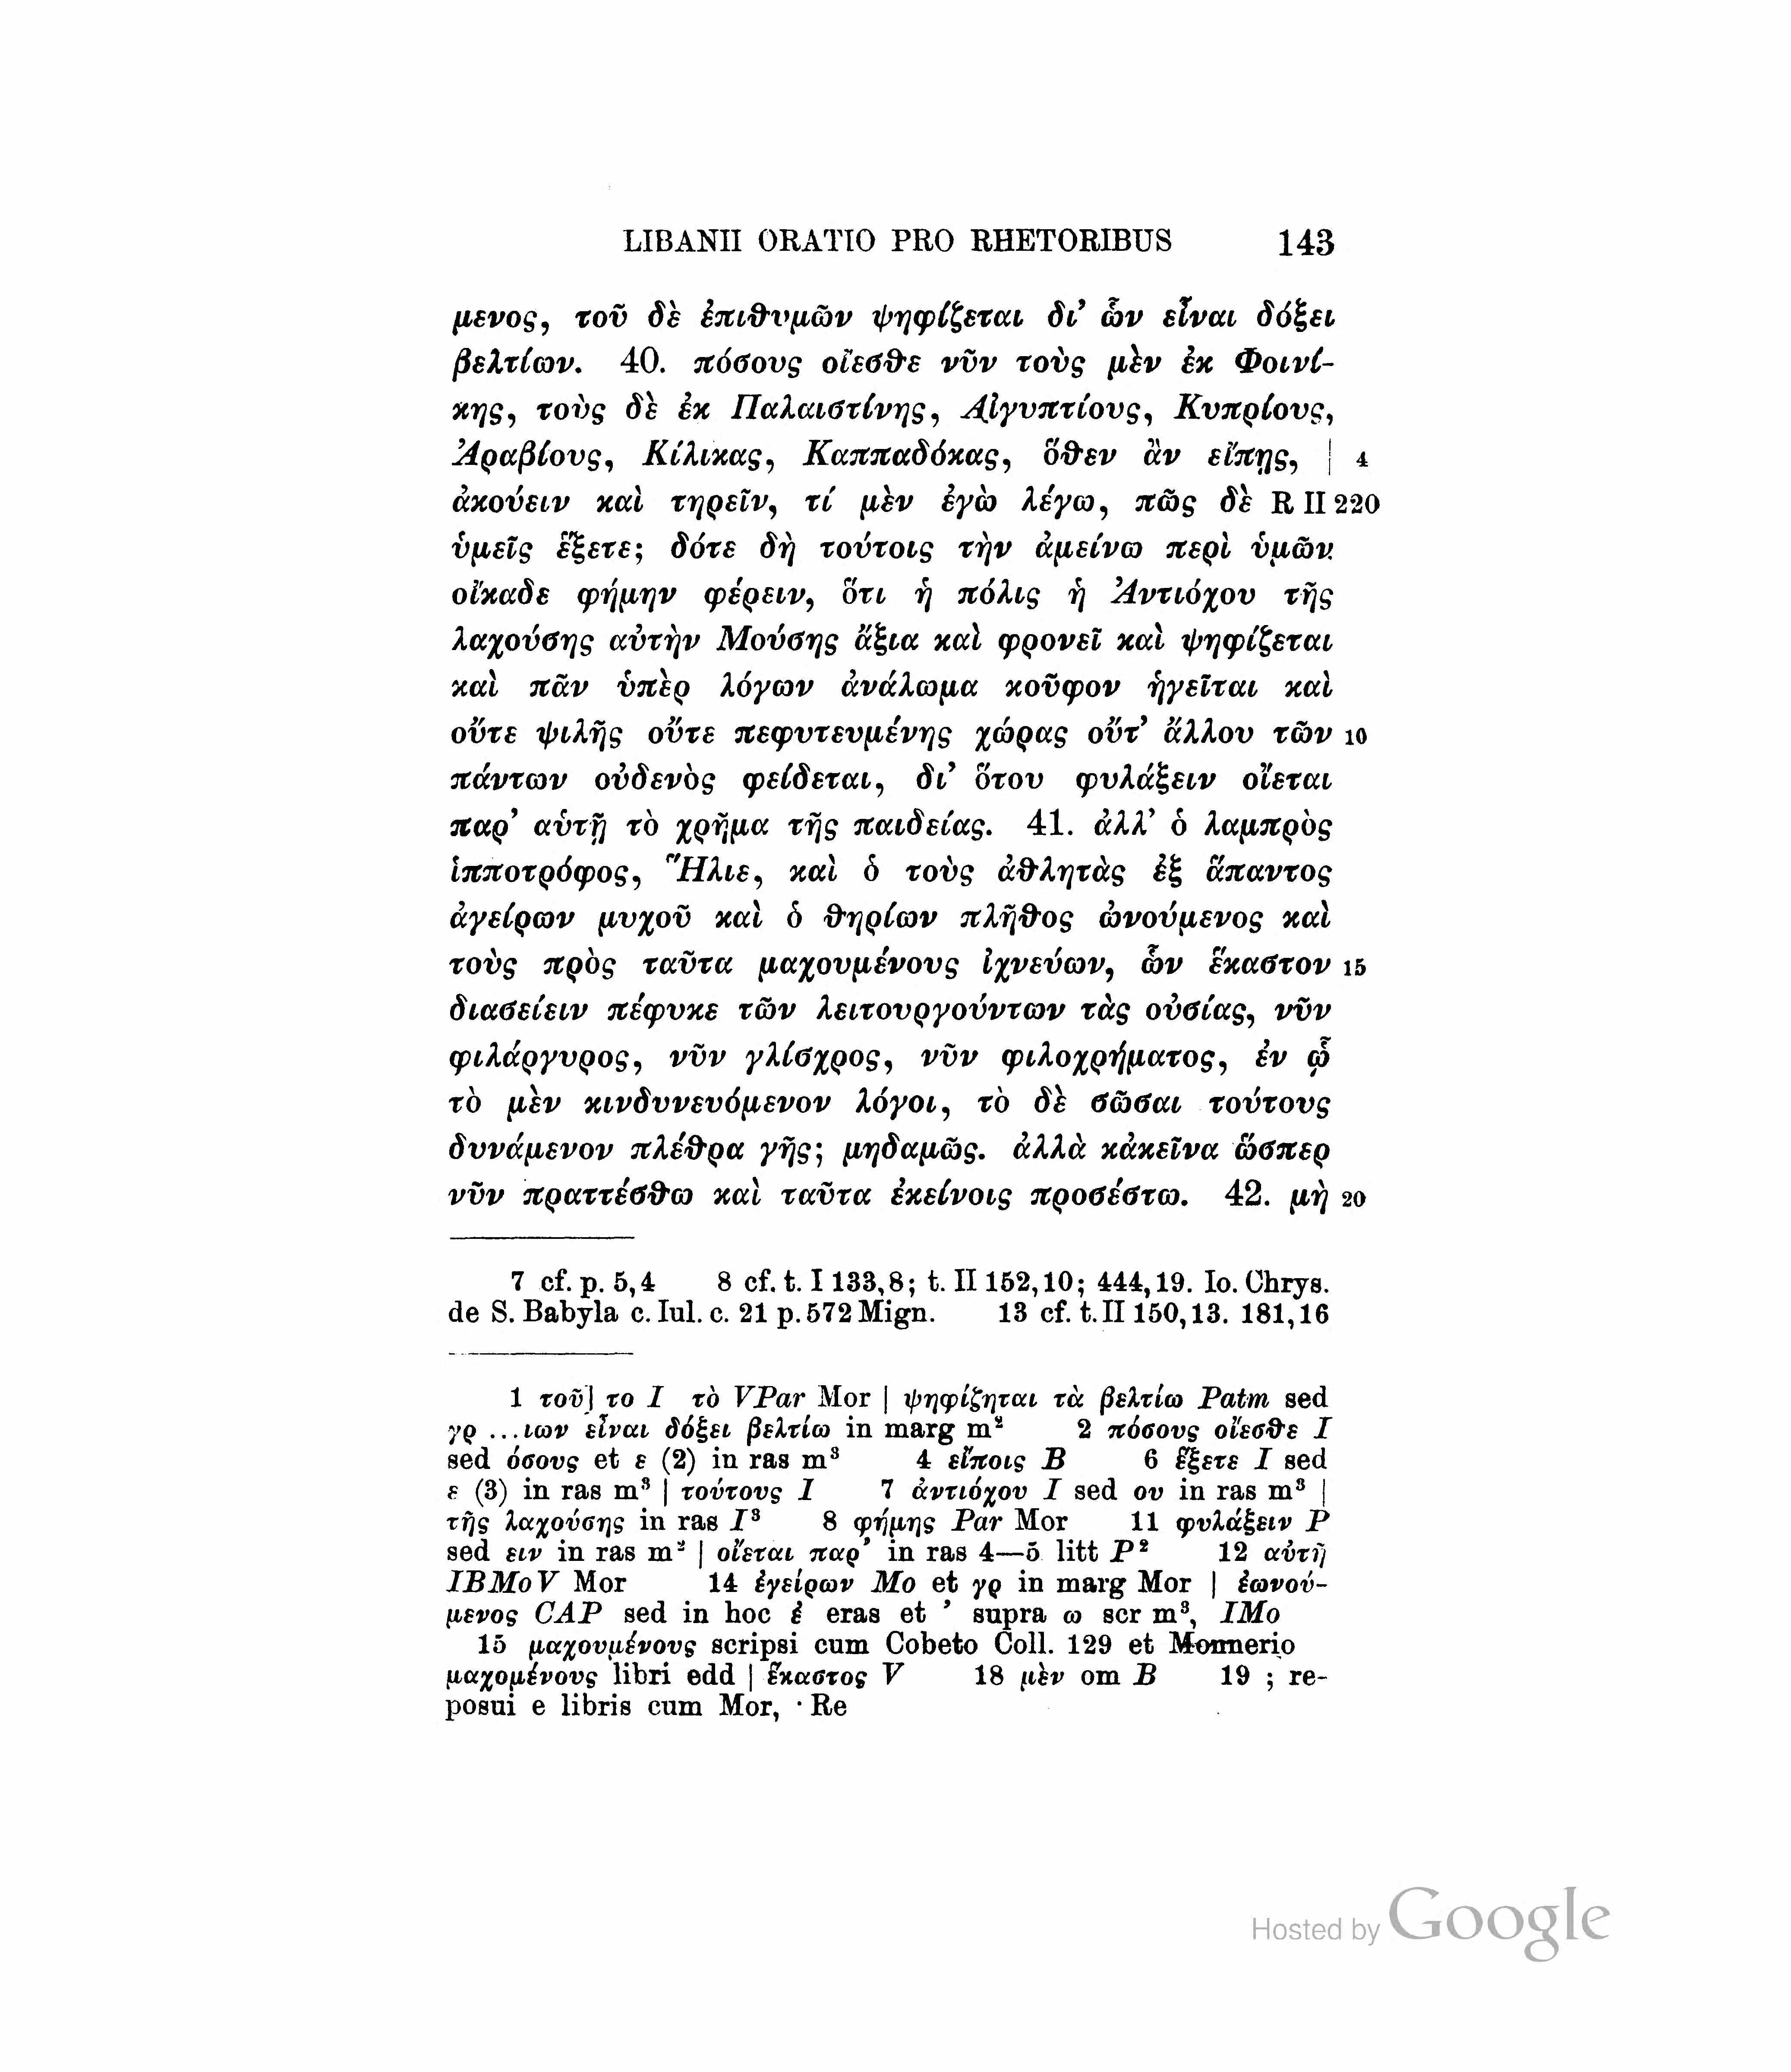 LIBANII ORATIO PRO RHETORIBUS 143
μενος, τοῦ δὲ ἐπιθυμῶν ψηφίζεται δι’ ὧν εἶναι δόξει
βελτίων. 40. πόσους οἴεσθε νῦν τοὺς μὲν ἐκ Φοινί-
κης, τοὺς δὲ ἐκ Παλαιστίνης, Αἰγυπτίους, Κυπρίους,
Ἀραβίους, Κίλικας, Καππαδόκας, ὅθεν ἂν εἴπῃς, | 4
ἀκούειν καὶ τηρεῖν, τί μὲν ἐγὼ λέγω, πῶς δὲ R II 220
ὑμεῖς ἕξετε; δότε δὴ τούτοις τὴν ἀμείνω περὶ ὑμῶν
οἴκαδε φήμην φέρειν, ὅτι ἡ πόλις ἡ Ἀντιόχου τῆς
λαχούσης αὐτὴν Μούσης ἄξια καὶ φρονεῖ καὶ ψηφίζεται
καὶ πᾶν ὑπὲρ λόγων ἀνάλωμα κοῦφον ἡγεῖται καὶ
οὔτε ψιλῆς οὔτε πεφυτευμένης χώρας οὔτ’ ἄλλου τῶν 10
πάντων οὐδενὸς φείδεται, δι’ ὅτου φυλάξειν οἴεται
παρ’ αὑτῇ τὸ χρῆμα τῆς παιδείας. 41. ἀλλ’ ὁ λαμπρὸς
ἱπποτρόφος, Ἥλιε, καὶ ὁ τοὺς ἀθλητὰς ἐξ ἅπαντος
ἀγείρων μυχοῦ καὶ ὁ θηρίων πλῆθος ὠνούμενος καὶ
τοὺς πρὸς ταῦτα μαχουμένους ἰχνεύων, ὧν ἕκαστον 15
διασείειν πέφυκε τῶν λειτουργούντων τὰς οὐσίας, νῦν
φιλάργυρος, νῦν γλίσχρος, νῦν φιλοχρήματος, ἐν ᾧ
τὸ μὲν κινδυνευόμενον λόγοι, τὸ δὲ σῶσαι τούτους
δυνάμενον πλέθρα γῆς; μηδαμῶς. ἀλλὰ κἀκεῖνα ὥσπερ
νῦν πραττέσθω καὶ ταῦτα ἐκείνοις προσέστω. 42. μὴ 20
7 cf. p. 5,4 8 cf. t. I 133,8; t. II 152,10; 444,19. Io. Chrys.
de S. Babyla c. Iul. c. 21 p. 572 Mign. 13 cf. t. II 150,13. 181,16
1 τοῦ] το I τὸ VPar Mor | ψηφίζηται τὰ βελτίω Patm sed
γρ ...ιων εἶναι δόξει βελτίω in marg m² 2 πόσους οἴεσθε I
sed όσους et ε (2) in ras m³ 4 εἴποις B 6 ἕξετε I sed
ε (3) in ras m³ | τούτους I 7 ἀντιόχου I sed ου in ras m³ |
τῆς λαχούσης in ras I³ 8 φήμης Par Mor 11 φυλάξειν P
sed ειν in ras m² | οἴεται παρ’ in ras 4—5 litt P² 12 αὐτῆ
IBMoV Mor 14 ἐγείρων Mo et γρ in marg Mor | ἐωνού-
μενος CAP sed in hoc ἐ eras et ’ supra ω scr m³, IMo
15 μαχουμένους scripsi cum Cobeto Coll. 129 et Monnerio
μαχομένους libri edd | ἕκαστος V 18 μὲν om B 19 ; re-
posui e libris cum Mor, · Re
Hosted by Google